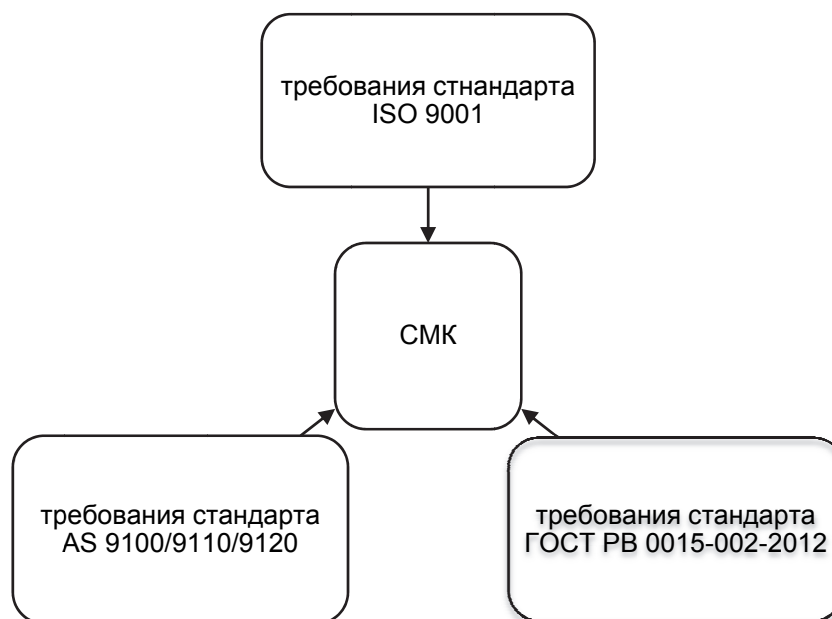 требования стнандарта
ISO 9001
СМК
требования стандарта
AS 9100/9110/9120
требования стандарта
ГОСТ РВ 0015-002-2012